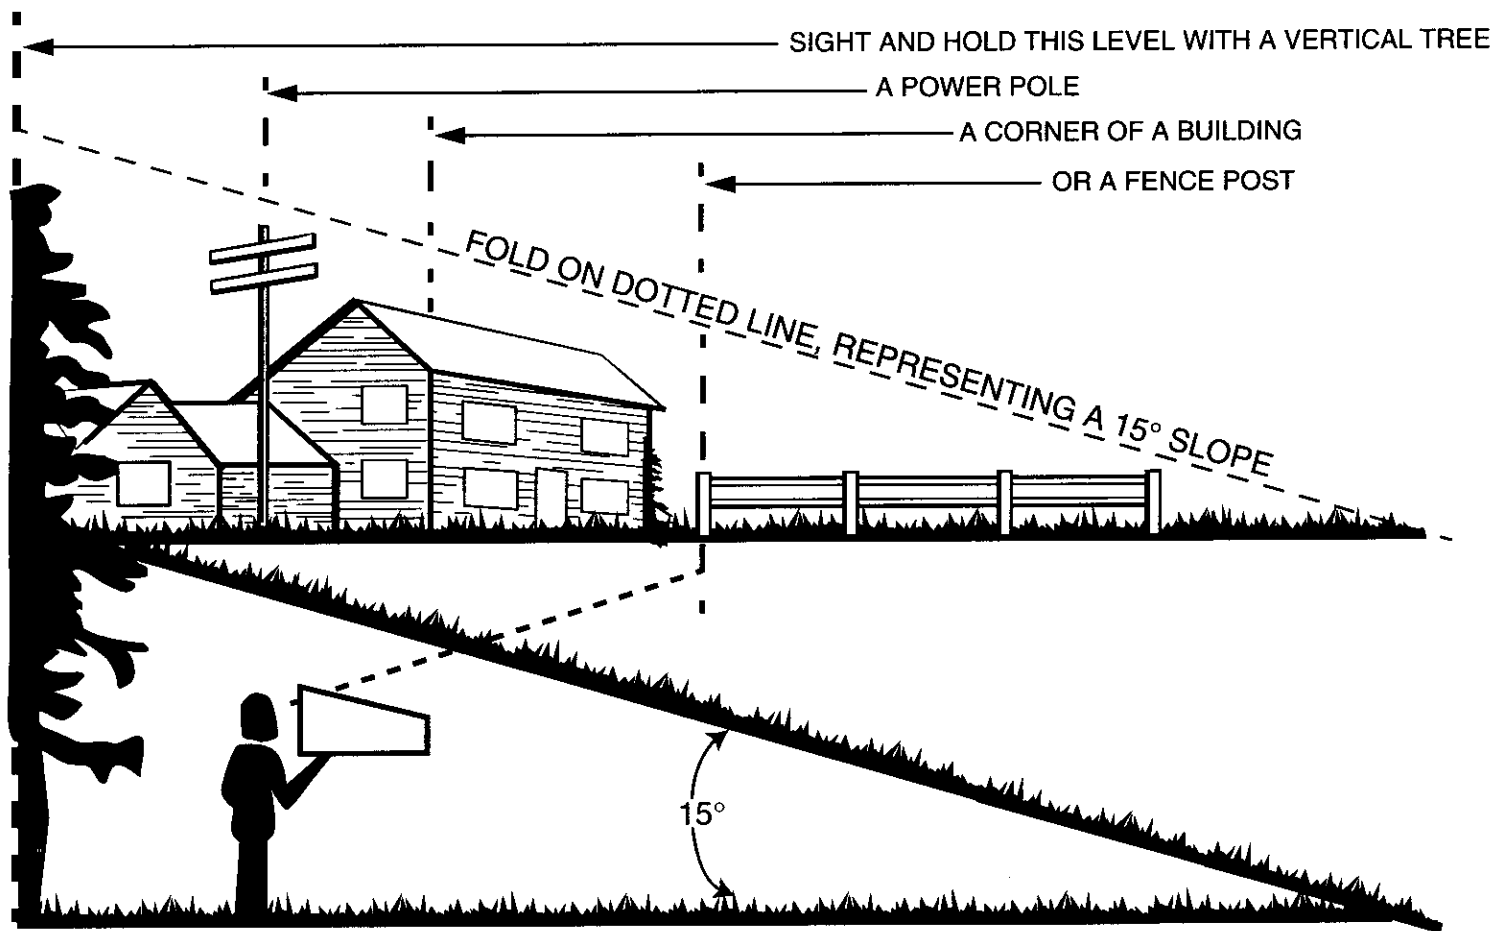 SIGHT AND HOLD THIS LEVEL WITH A VERTICAL TREE
A POWER POLE
A CORNER OF A BUILDING
OR A FENCE POST
FOLD ON DOTTED LINE, REPRESENTING A 15° SLOPE
15°